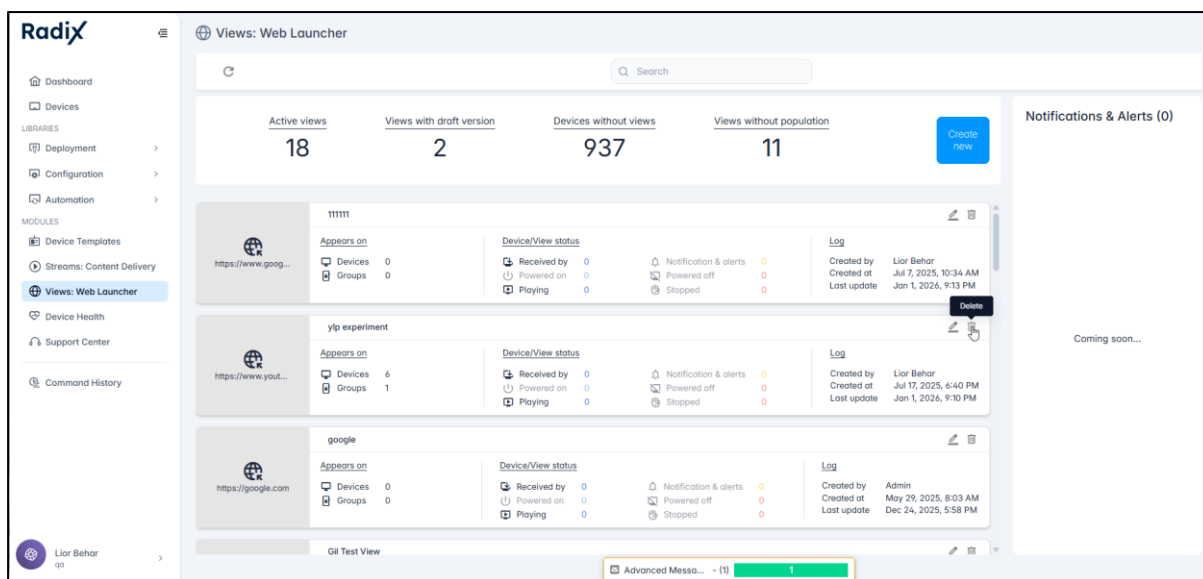 Radix
Views: Web Launcher
Dashboard
Devices
LIBRARIES
Deployment
Configuration
Automation
MODULES
Device Templates
Streams: Content Delivery
Views: Web Launcher
Device Health
Support Center
Command History
Lior Behar
qa
Search
Active views
18
Views with draft version
2
Devices without views
937
Views without population
11
Create new
Notifications & Alerts (0)
Coming soon...
111111
https://www.goog...
Appears on
Devices 0
Groups 0
Device/View status
Received by 0 Notification & alerts 0
Powered on 0 Powered off 0
Playing 0 Stopped 0
Log
Created by Lior Behar
Created at Jul 7, 2025, 10:34 AM
Last update Jan 1, 2026, 9:13 PM
Delete
ylp experiment
https://www.yout...
Appears on
Devices 6
Groups 1
Device/View status
Received by 0 Notification & alerts 0
Powered on 0 Powered off 0
Playing 0 Stopped 0
Log
Created by Lior Behar
Created at Jul 17, 2025, 6:40 PM
Last update Jan 1, 2026, 9:10 PM
google
https://google.com
Appears on
Devices 0
Groups 0
Device/View status
Received by 0 Notification & alerts 0
Powered on 0 Powered off 0
Playing 0 Stopped 0
Log
Created by Admin
Created at May 29, 2025, 8:03 AM
Last update Dec 24, 2025, 5:58 PM
Gil Test View
Advanced Messa... - (1) 1